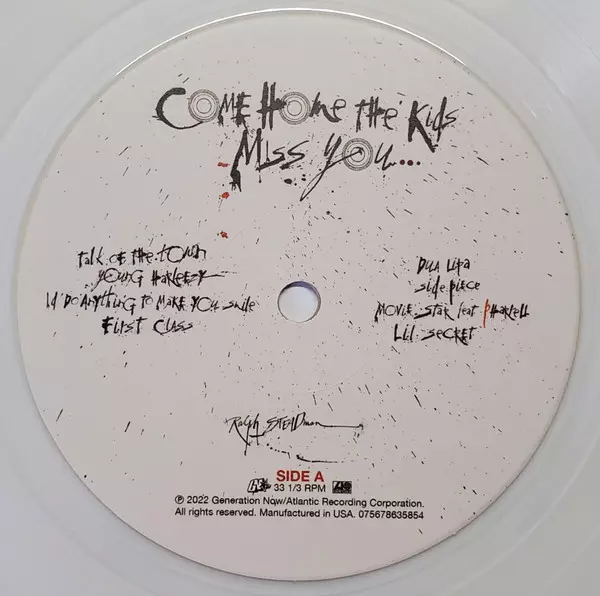 COME HOME THE KIDS
MISS YOU...
TALK OF THE TOWN
YOUNG HARLEEZY
I'D DO ANYTHING TO MAKE YOU SMILE
FIRST CLASS
DUA LIPA
SIDE PIECE
MOVIE STAR feat PHARRELL
LIL SECRET
Ralph STEADman
SIDE A
33 1/3 RPM
℗ 2022 Generation Now/Atlantic Recording Corporation.
All rights reserved. Manufactured in USA. 075678635854